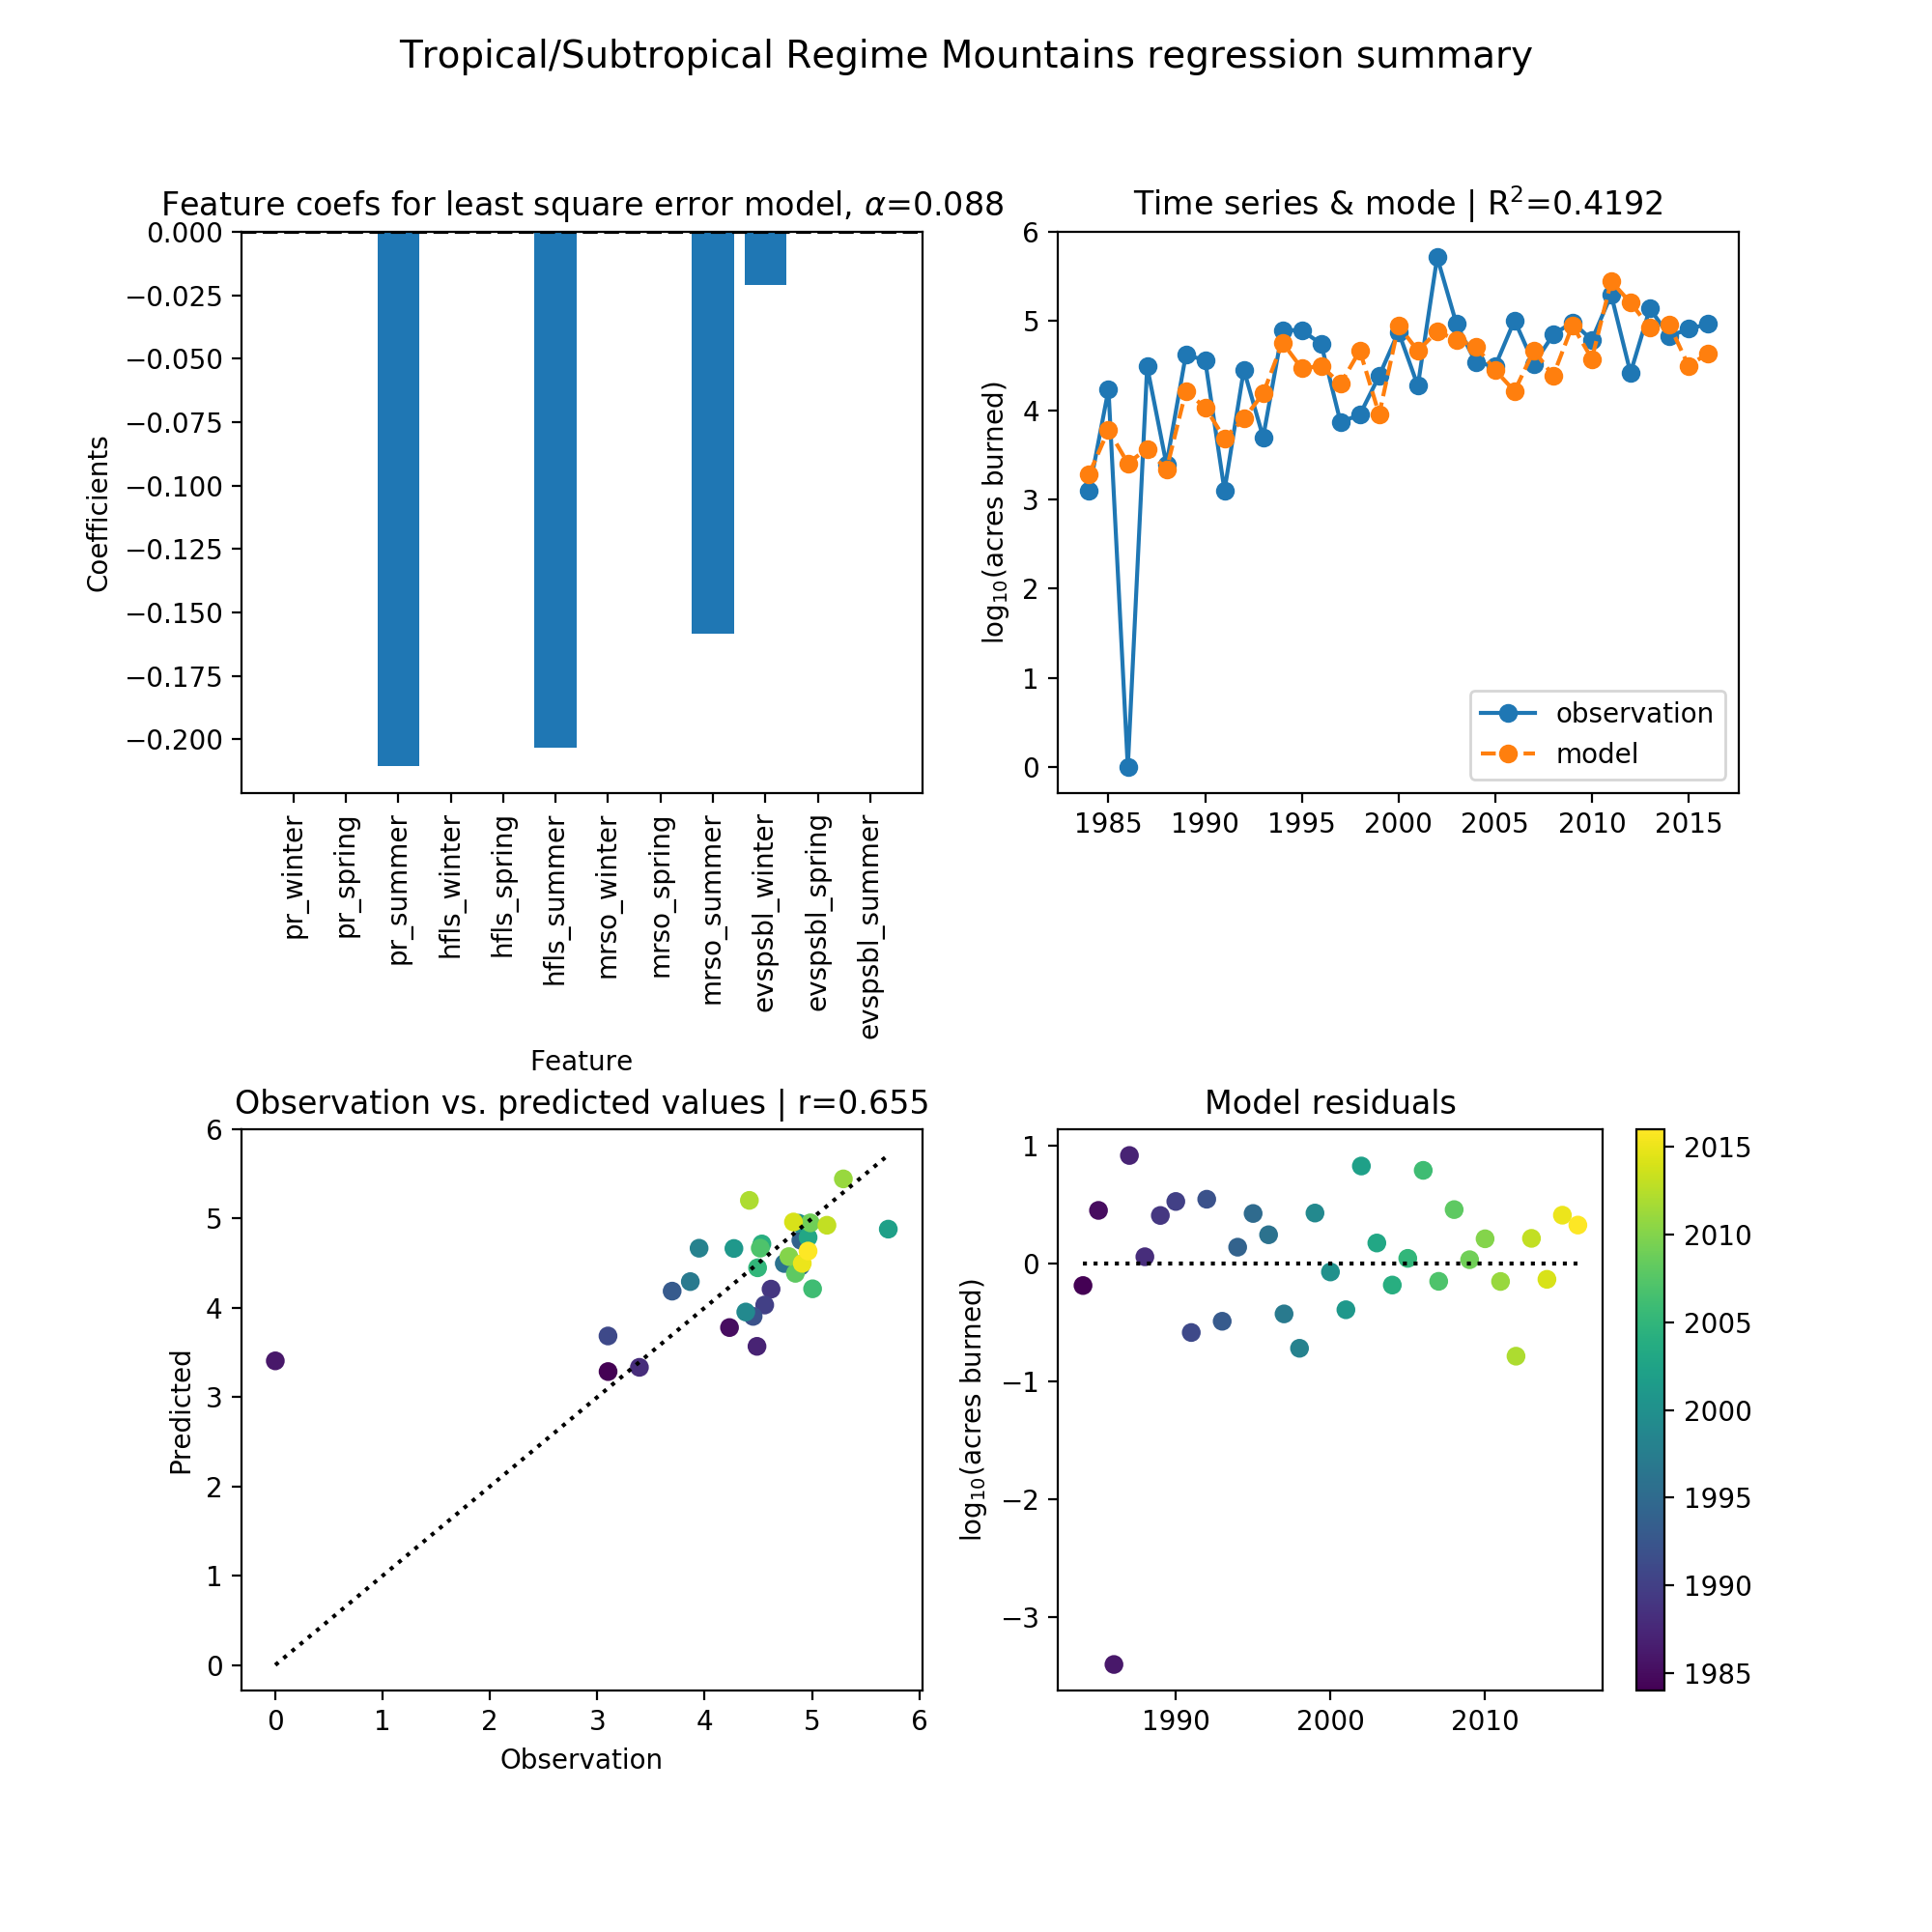 Tropical/Subtropical Regime Mountains regression summary
Feature coefs for least square error model, α=0.088
0.000
−0.025
−0.050
−0.075
−0.100
−0.125
−0.150
−0.175
−0.200
Coefficients
pr_winter
pr_spring
pr_summer
hfls_winter
hfls_spring
hfls_summer
mrso_winter
mrso_spring
mrso_summer
evspsbl_winter
evspsbl_spring
evspsbl_summer
Feature
Time series & mode | R²=0.4192
6
5
4
3
2
1
0
log₁₀(acres burned)
observation
model
1985 1990 1995 2000 2005 2010 2015
Observation vs. predicted values | r=0.655
6
5
4
3
2
1
0
Predicted
0 1 2 3 4 5 6
Observation
Model residuals
1
0
−1
−2
−3
log₁₀(acres burned)
1990 2000 2010
2015
2010
2005
2000
1995
1990
1985